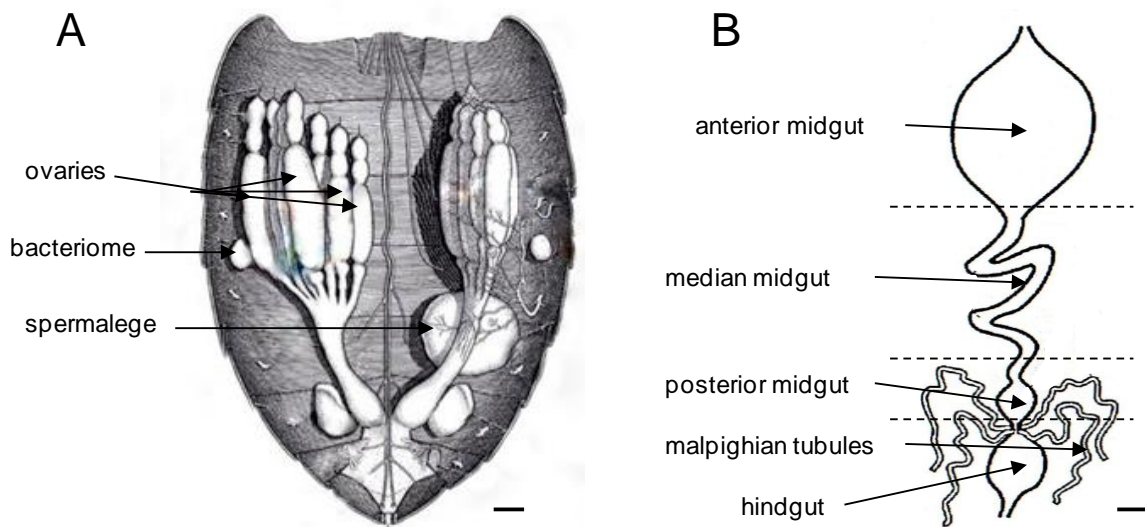 A
ovaries
bacteriome
spermalege
B
anterior midgut
median midgut
posterior midgut
malpighian tubules
hindgut